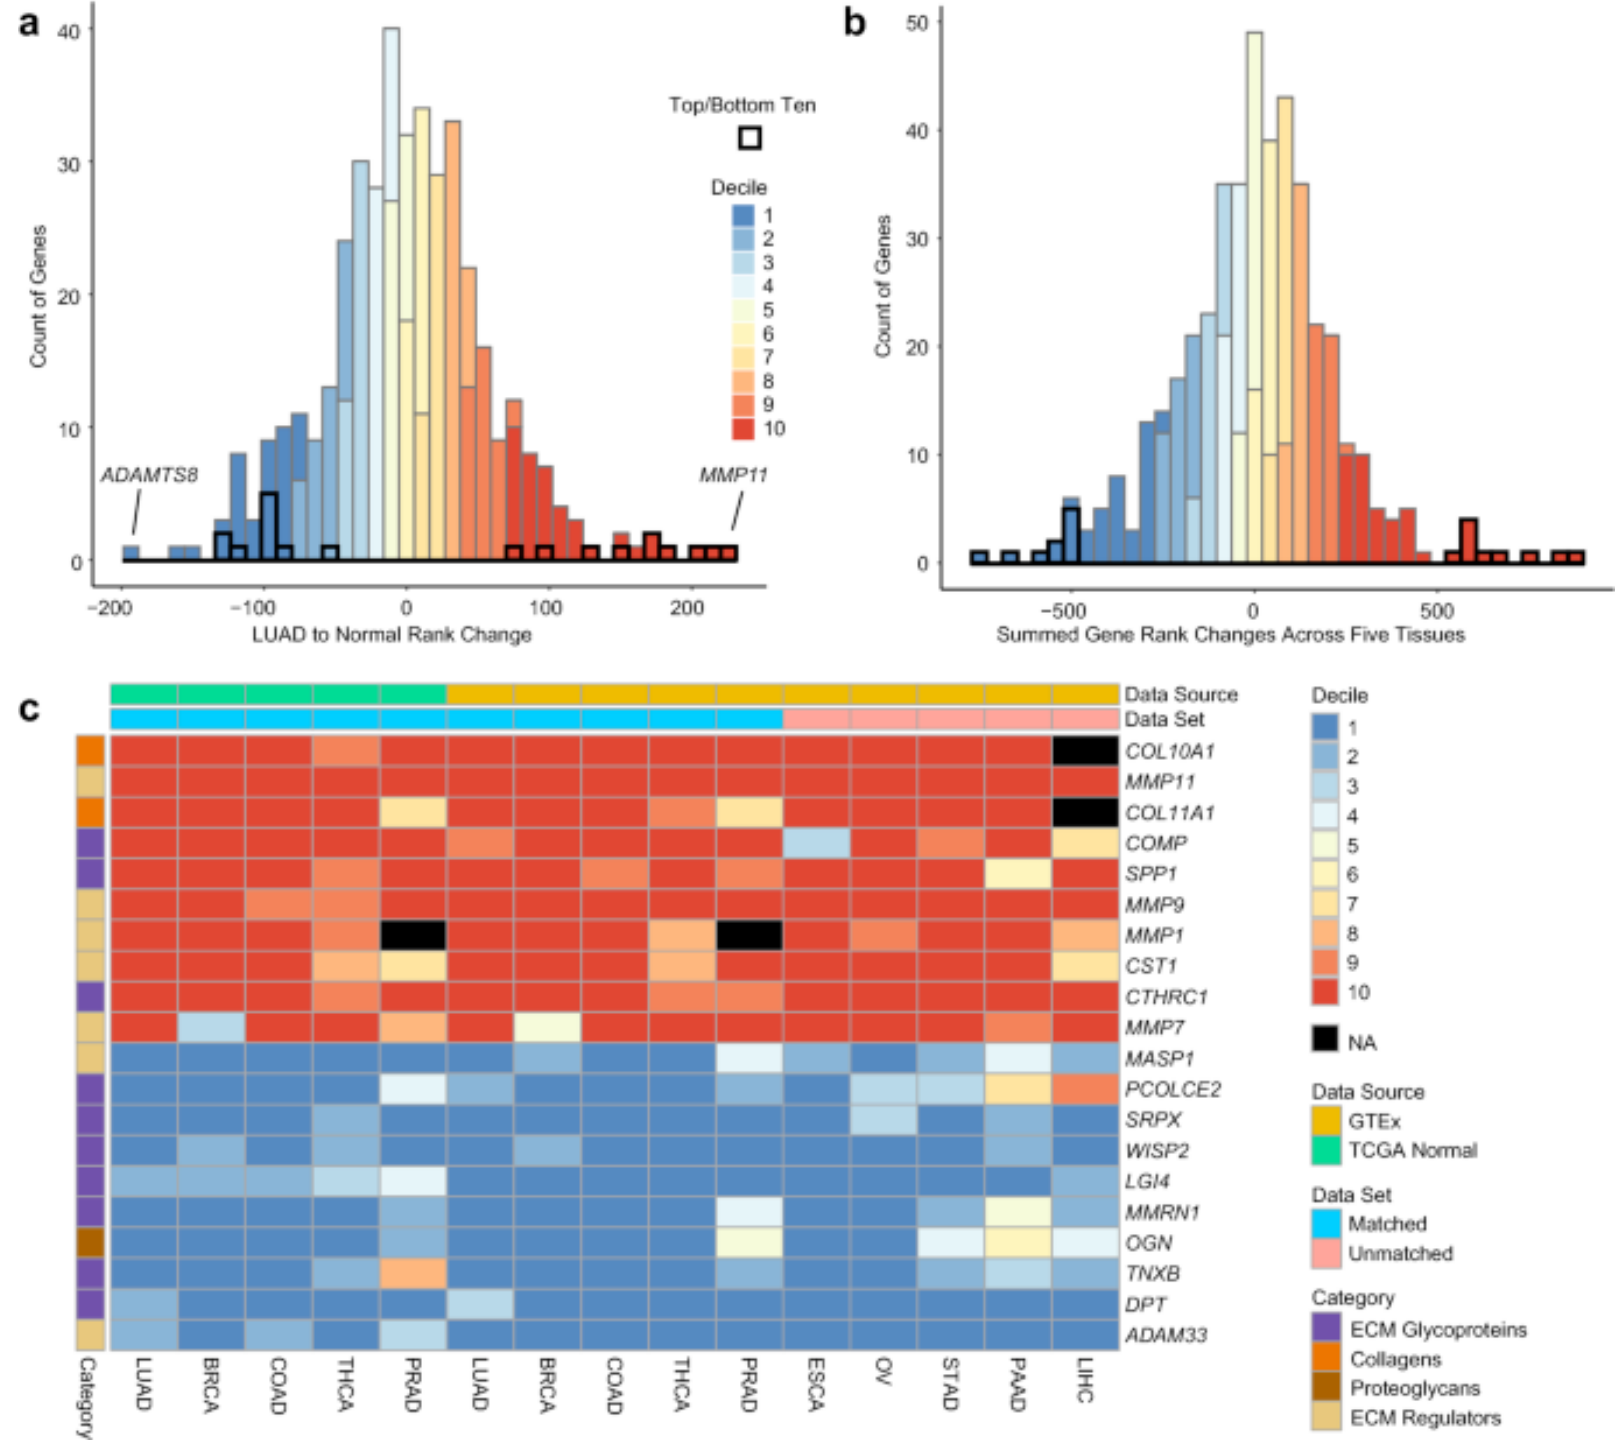 a
40
30
20
10
0
Count of Genes
ADAMTS8
MMP11
−200
−100
0
100
200
LUAD to Normal Rank Change
Top/Bottom Ten
Decile
1
2
3
4
5
6
7
8
9
10
b
50
40
30
20
10
0
Count of Genes
−500
0
500
Summed Gene Rank Changes Across Five Tissues
c
Data Source
Data Set
COL10A1
MMP11
COL11A1
COMP
SPP1
MMP9
MMP1
CST1
CTHRC1
MMP7
MASP1
PCOLCE2
SRPX
WISP2
LGI4
MMRN1
OGN
TNXB
DPT
ADAM33
Category
LUAD
BRCA
COAD
THCA
PRAD
LUAD
BRCA
COAD
THCA
PRAD
ESCA
OV
STAD
PAAD
LIHC
Decile
1
2
3
4
5
6
7
8
9
10
NA
Data Source
GTEx
TCGA Normal
Data Set
Matched
Unmatched
Category
ECM Glycoproteins
Collagens
Proteoglycans
ECM Regulators